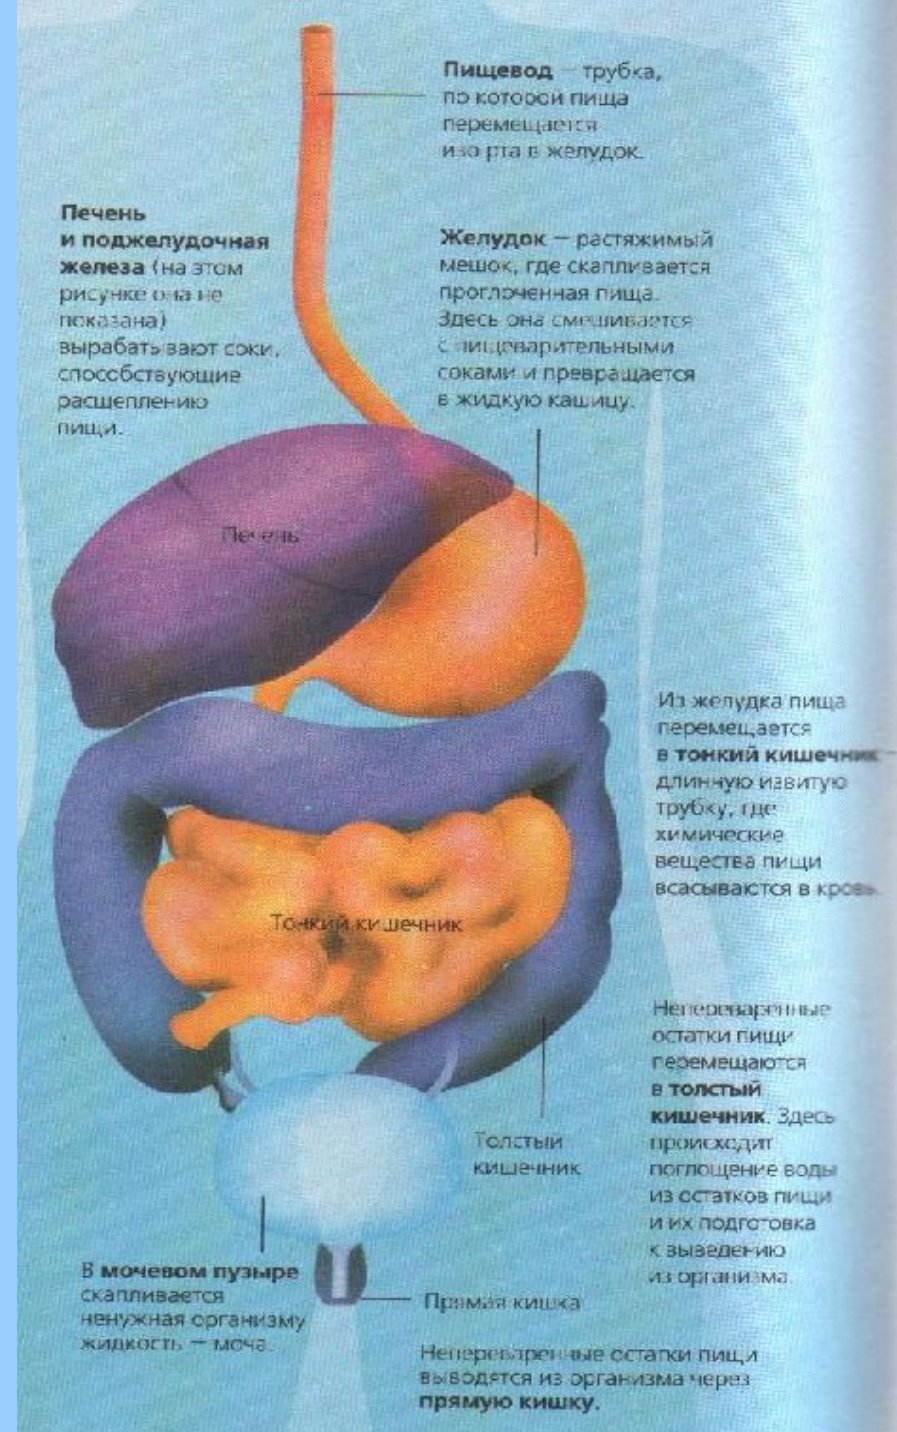 Пищевод — трубка,
по которой пища
перемещается
изо рта в желудок.
Печень
и поджелудочная
железа (на этом
рисунке она не
показана)
вырабатывают соки,
способствующие
расщеплению
пищи.
Желудок — растяжимый
мешок, где скапливается
проглоченная пища.
Здесь она смешивается
с пищеварительными
соками и превращается
в жидкую кашицу.
Печень
Из желудка пища
перемещается
в тонкий кишечник —
длинную извитую
трубку, где
химические
вещества пищи
всасываются в кровь.
Тонкий кишечник
Непереваренные
остатки пищи
перемещаются
в толстый
кишечник. Здесь
происходит
поглощение воды
из остатков пищи
и их подготовка
к выведению
из организма.
Толстый
кишечник
В мочевом пузыре
скапливается
ненужная организму
жидкость — моча.
Прямая кишка
Непереваренные остатки пищи
выводятся из организма через
прямую кишку.